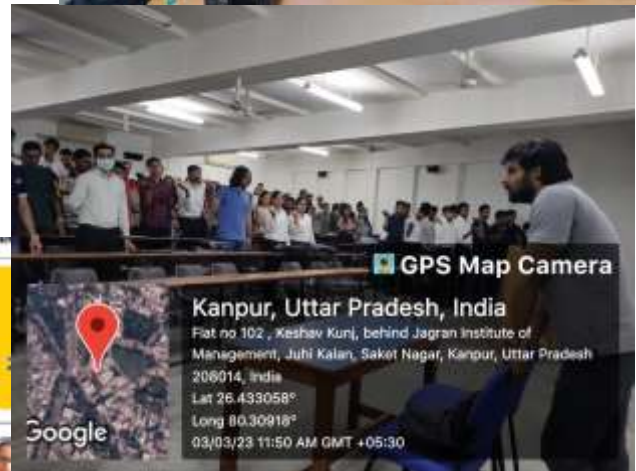 GPS Map Camera
Kanpur, Uttar Pradesh, India
Flat no 102 , Keshav Kunj, behind Jagran Institute of
Management, Juhi Kalan, Saket Nagar, Kanpur, Uttar Pradesh
208014, India
Lat 26.433058°
Long 80.30918°
03/03/23 11:50 AM GMT +05:30
Google